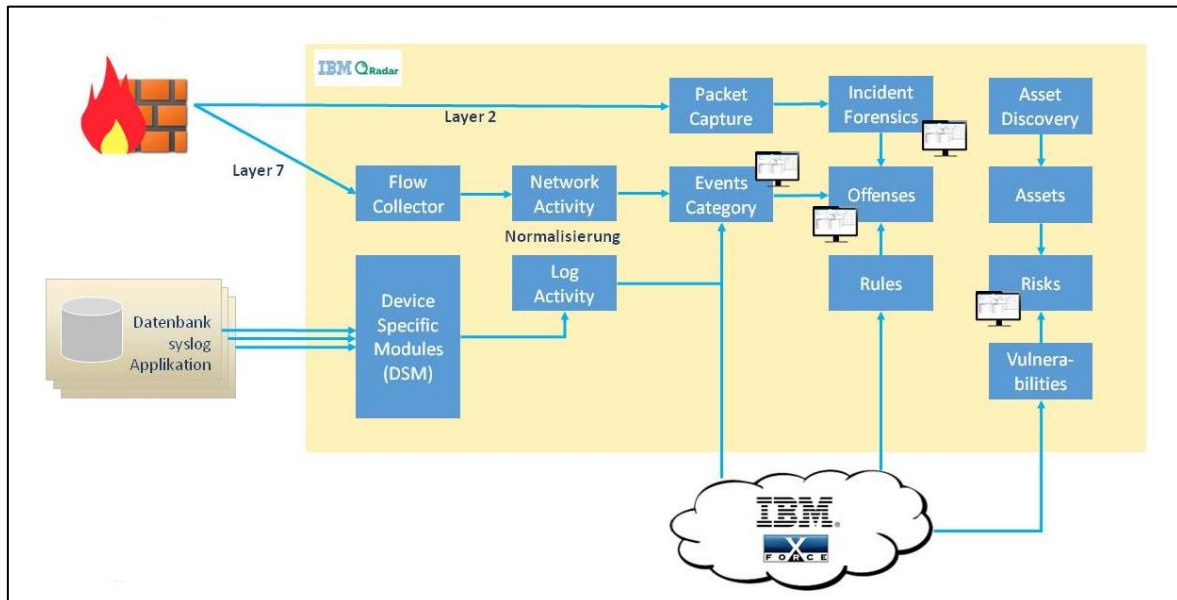 IBM QRadar
Packet
Capture
Incident
Forensics
Asset
Discovery
Layer 2
Layer 7
Flow
Collector
Network
Activity
Events
Category
Offenses
Assets
Normalisierung
Datenbank
syslog
Applikation
Device
Specific
Modules
(DSM)
Log
Activity
Rules
Risks
Vulnera-
bilities
IBM®
X
FORCE